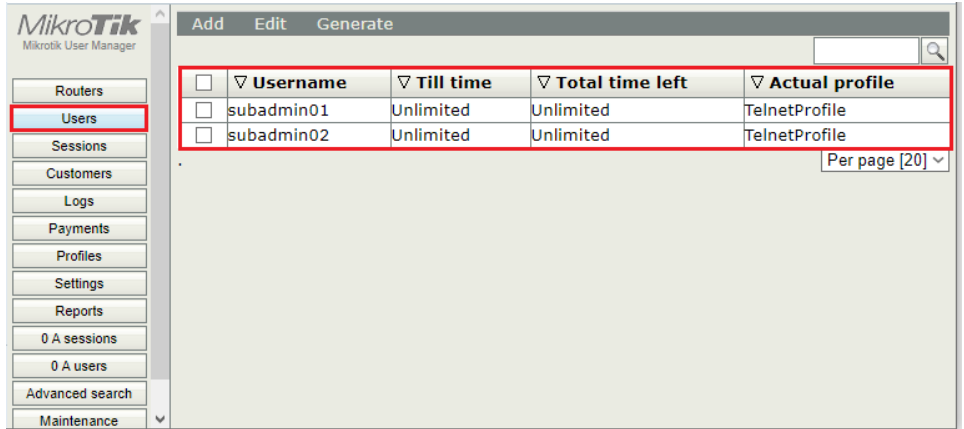 MikroTik
Mikrotik User Manager
Routers
Users
Sessions
Customers
Logs
Payments
Profiles
Settings
Reports
0 A sessions
0 A users
Advanced search
Maintenance
Add Edit Generate
▽ Username ▽ Till time ▽ Total time left ▽ Actual profile
subadmin01 Unlimited Unlimited TelnetProfile
subadmin02 Unlimited Unlimited TelnetProfile
.
Per page [20]